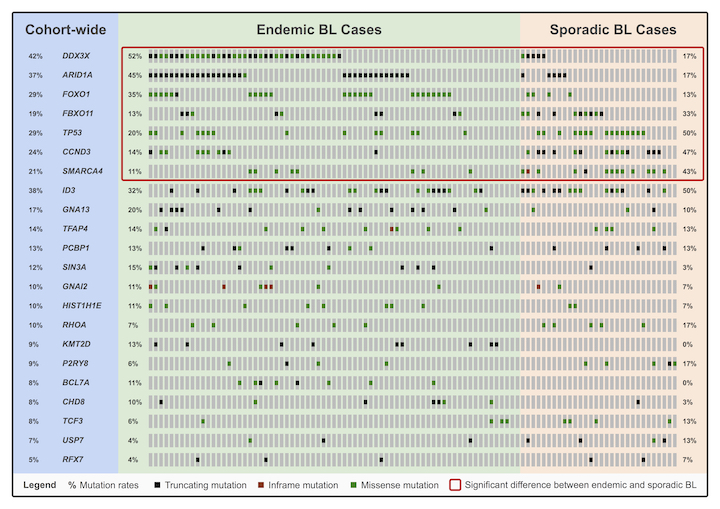 Cohort-wide Endemic BL Cases Sporadic BL Cases
42% DDX3X 52% 17%
37% ARID1A 45% 17%
29% FOXO1 35% 13%
19% FBXO11 13% 33%
29% TP53 20% 50%
24% CCND3 14% 47%
21% SMARCA4 11% 43%
38% ID3 32% 50%
17% GNA13 20% 10%
14% TFAP4 14% 13%
13% PCBP1 13% 13%
12% SIN3A 15% 3%
10% GNAI2 11% 7%
10% HIST1H1E 11% 7%
10% RHOA 7% 17%
9% KMT2D 13% 0%
9% P2RY8 6% 17%
8% BCL7A 11% 0%
8% CHD8 10% 3%
8% TCF3 6% 13%
7% USP7 4% 13%
5% RFX7 4% 7%
Legend % Mutation rates Truncating mutation Inframe mutation Missense mutation Significant difference between endemic and sporadic BL